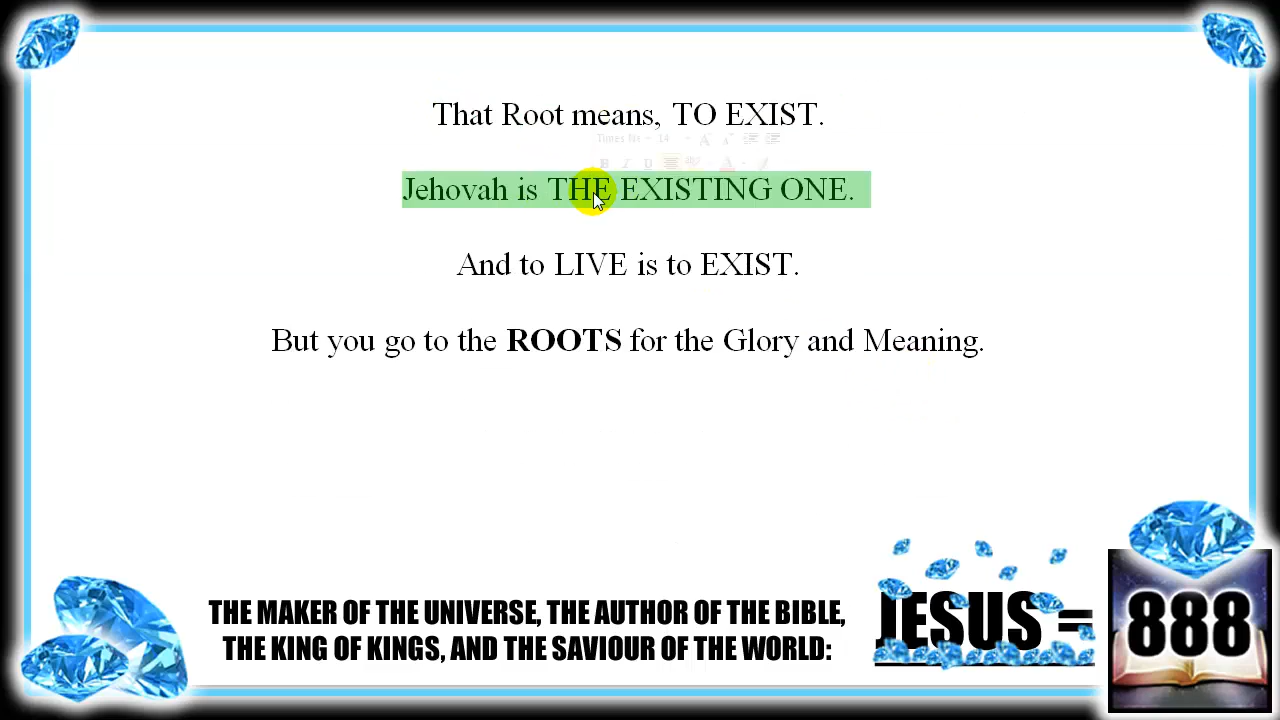 That Root means, TO EXIST.
Jehovah is THE EXISTING ONE.
And to LIVE is to EXIST.
But you go to the ROOTS for the Glory and Meaning.
THE MAKER OF THE UNIVERSE, THE AUTHOR OF THE BIBLE,
THE KING OF KINGS, AND THE SAVIOUR OF THE WORLD:
JESUS = 888